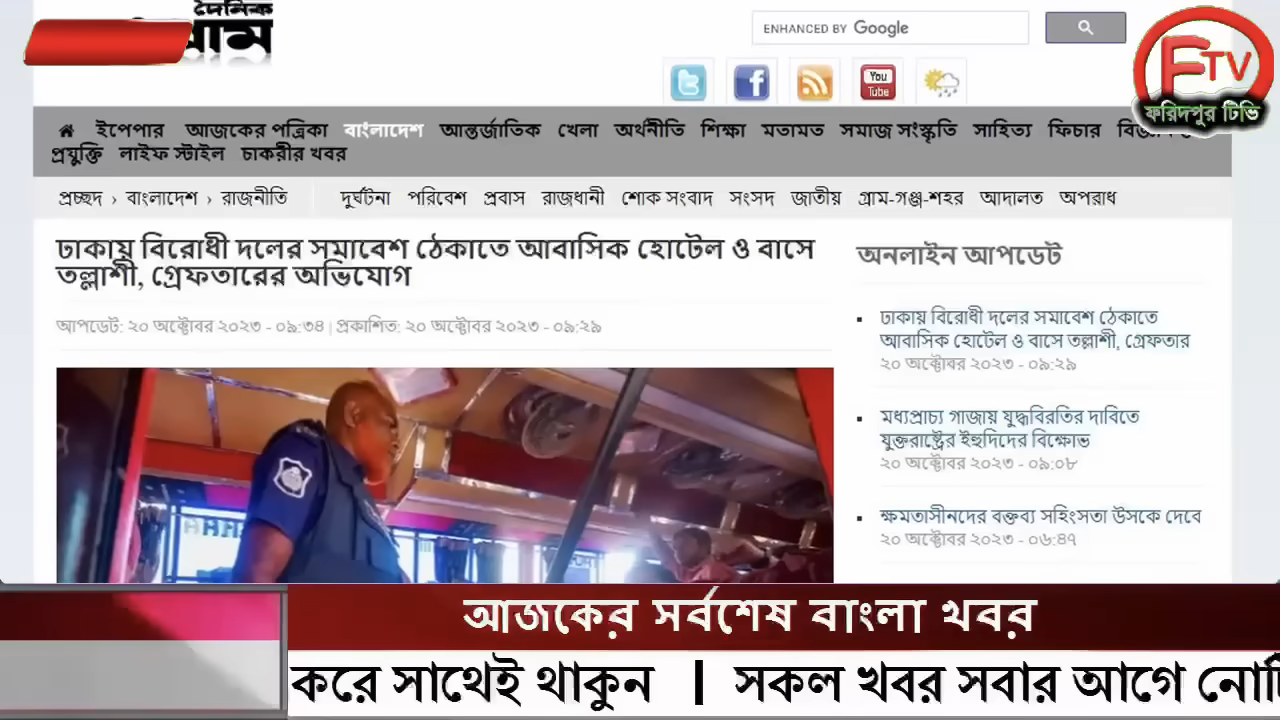 দৈনিক
ENHANCED BY Google
You
Tube
FTV
ফরিদপুর টিভি
ইপেপার আজকের পত্রিকা বাংলাদেশ আন্তর্জাতিক খেলা অর্থনীতি শিক্ষা মতামত সমাজ সংস্কৃতি সাহিত্য ফিচার
প্রযুক্তি লাইফ স্টাইল চাকরীর খবর
প্রচ্ছদ › বাংলাদেশ › রাজনীতি দুর্ঘটনা পরিবেশ প্রবাস রাজধানী শোক সংবাদ সংসদ জাতীয় গ্রাম-গঞ্জ-শহর আদালত অপরাধ
ঢাকায় বিরোধী দলের সমাবেশ ঠেকাতে আবাসিক হোটেল ও বাসে
তল্লাশী, গ্রেফতারের অভিযোগ
আপডেট: ২০ অক্টোবর ২০২৩ - ০৯:৩৪ | প্রকাশিত: ২০ অক্টোবর ২০২৩ - ০৯:২৯
অনলাইন আপডেট
ঢাকায় বিরোধী দলের সমাবেশ ঠেকাতে
আবাসিক হোটেল ও বাসে তল্লাশী, গ্রেফতার
২০ অক্টোবর ২০২৩ - ০৯:২৯
মধ্যপ্রাচ্য গাজায় যুদ্ধবিরতির দাবিতে
যুক্তরাষ্ট্রের ইহুদিদের বিক্ষোভ
২০ অক্টোবর ২০২৩ - ০৯:০৮
ক্ষমতাসীনদের বক্তব্য সহিংসতা উসকে দেবে
২০ অক্টোবর ২০২৩ - ০৬:৪৭
আজকের সর্বশেষ বাংলা খবর
করে সাথেই থাকুন | সকল খবর সবার আগে